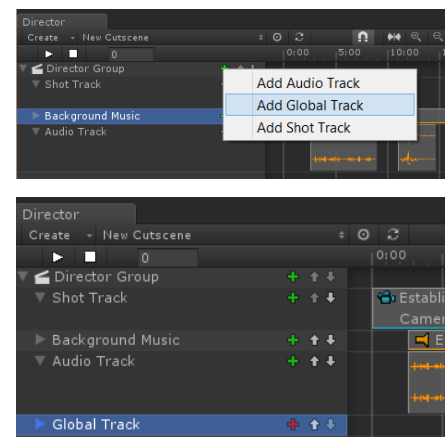 Director
Create New Cutscene
0 0:00 5:00 10:00
Director Group
Shot Track
Add Audio Track
Add Global Track
Add Shot Track
Background Music
Audio Track
Director
Create New Cutscene
0 0:00
Director Group
Shot Track
Establi
Camer
Background Music
E
Audio Track
Global Track